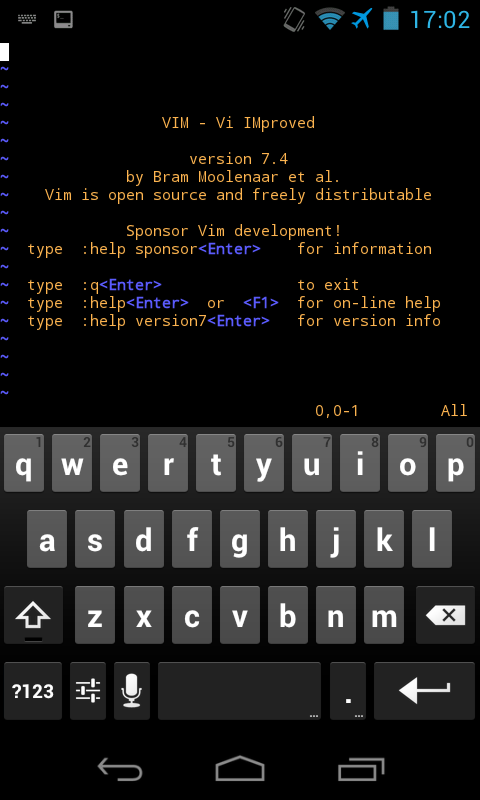 17:02
~
~
~
~ VIM - Vi IMproved
~
~ version 7.4
~ by Bram Moolenaar et al.
~ Vim is open source and freely distributable
~
~ Sponsor Vim development!
~ type :help sponsor<Enter> for information
~
~ type :q<Enter> to exit
~ type :help<Enter> or <F1> for on-line help
~ type :help version7<Enter> for version info
~
~
~
~
0,0-1 All
1 2 3 4 5 6 7 8 9 0
q w e r t y u i o p
a s d f g h j k l
z x c v b n m
?123 ... . ...